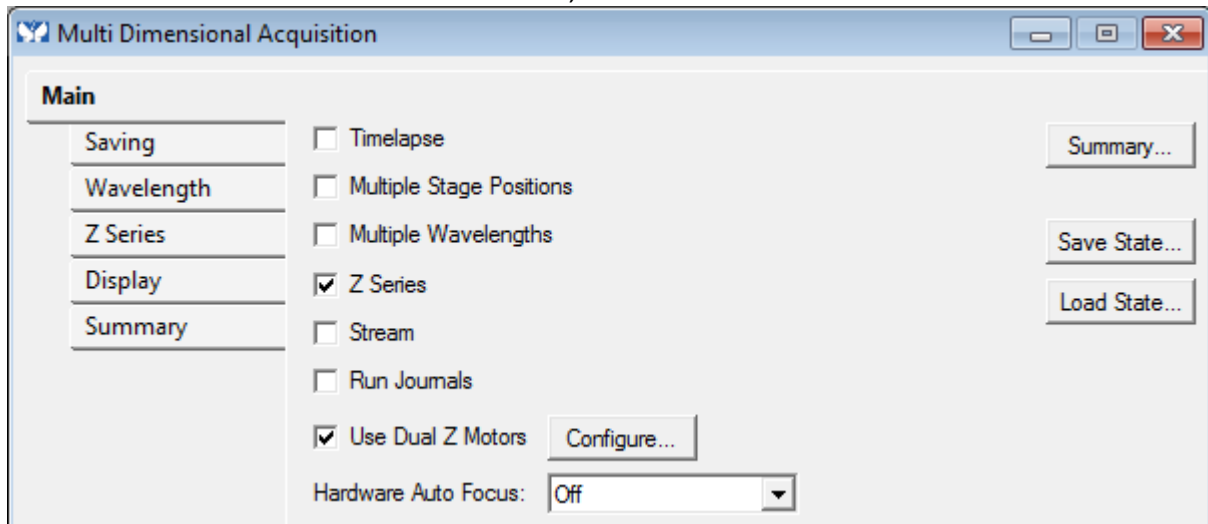 Multi Dimensional Acquisition
Main
Saving
Wavelength
Z Series
Display
Summary
Timelapse
Multiple Stage Positions
Multiple Wavelengths
Z Series
Stream
Run Journals
Use Dual Z Motors Configure...
Hardware Auto Focus: Off
Summary...
Save State...
Load State...